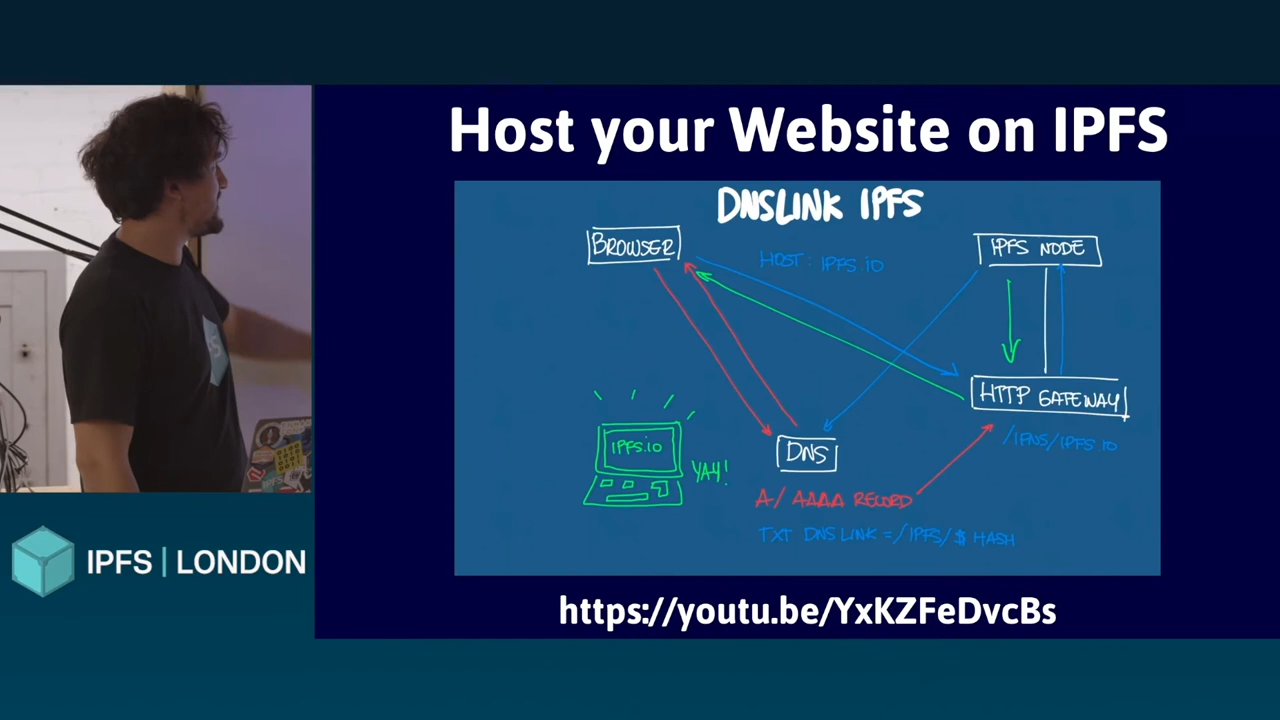 Host your Website on IPFS
DNSLINK IPFS
BROWSER
HOST: IPFS.io
IPFS NODE
HTTP GATEWAY
/IPNS/IPFS.IO
IPFS.io
YAY!
DNS
A/ AAAA RECORD
TXT DNS LINK =/IPFS/$ HASH
https://youtu.be/YxKZFeDvcBs
IPFS | LONDON